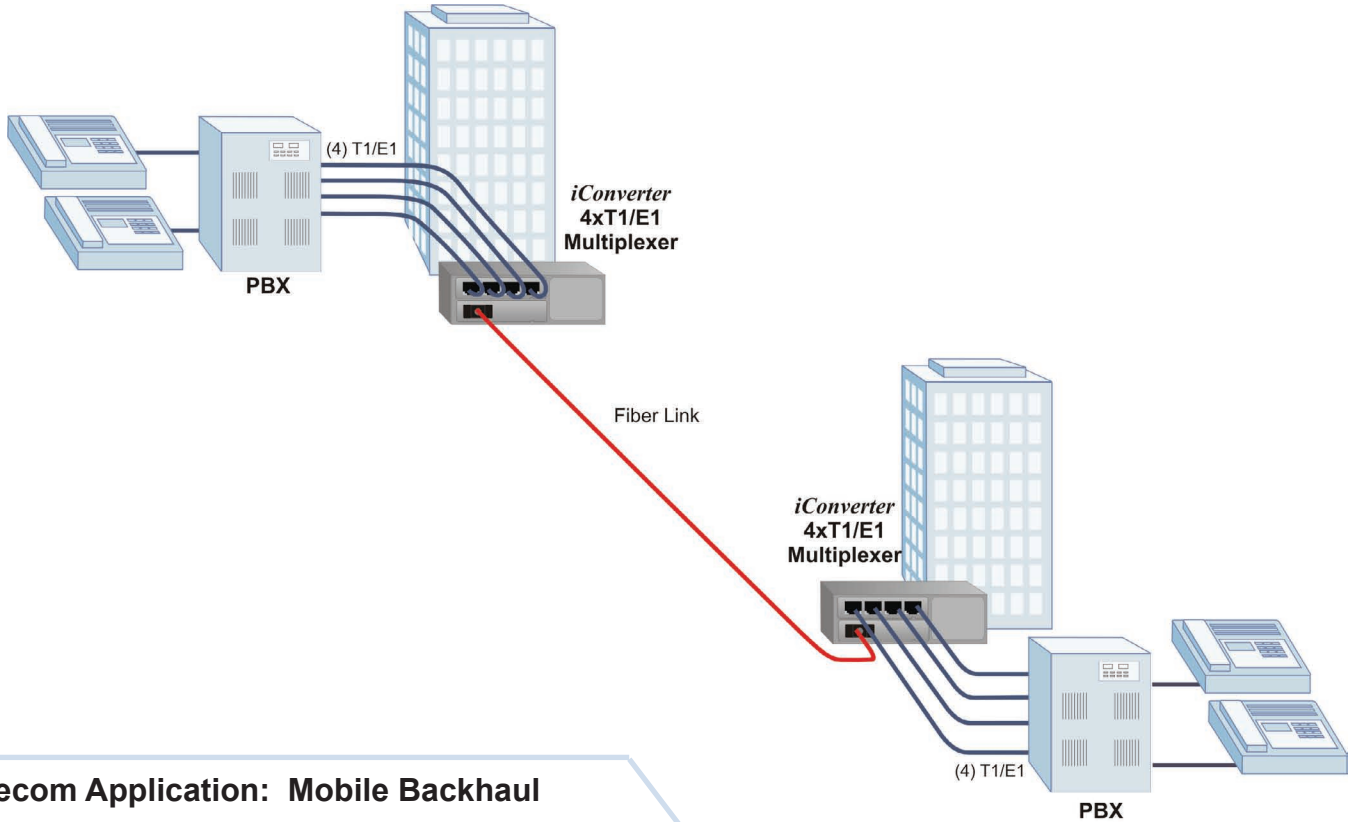 (4) T1/E1
iConverter
4xT1/E1
Multiplexer
PBX
Fiber Link
iConverter
4xT1/E1
Multiplexer
(4) T1/E1
PBX
Application: Mobile Backhaul